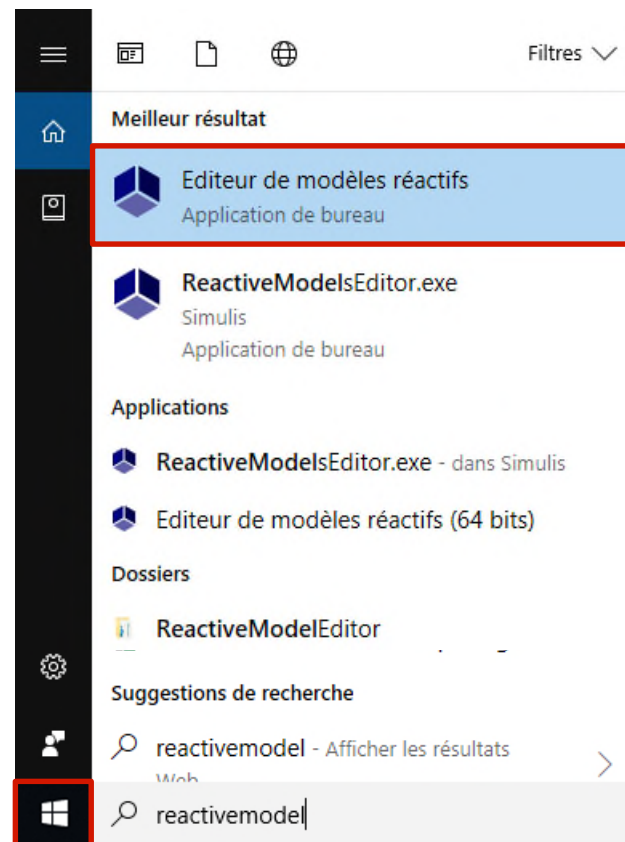 Filtres
Meilleur résultat
Editeur de modèles réactifs
Application de bureau
ReactiveModelsEditor.exe
Simulis
Application de bureau
Applications
ReactiveModelsEditor.exe - dans Simulis
Editeur de modèles réactifs (64 bits)
Dossiers
ReactiveModelEditor
Suggestions de recherche
reactivemodel - Afficher les résultats
Web
reactivemodel